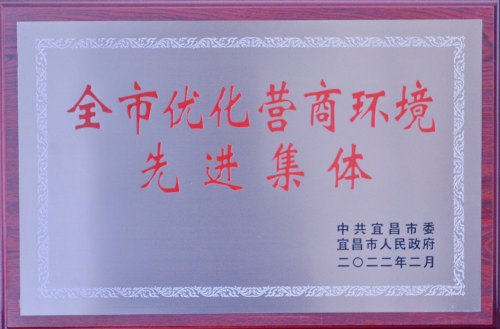 全市优化营商环境
先进集体
中共宜昌市委
宜昌市人民政府
二〇二二年二月